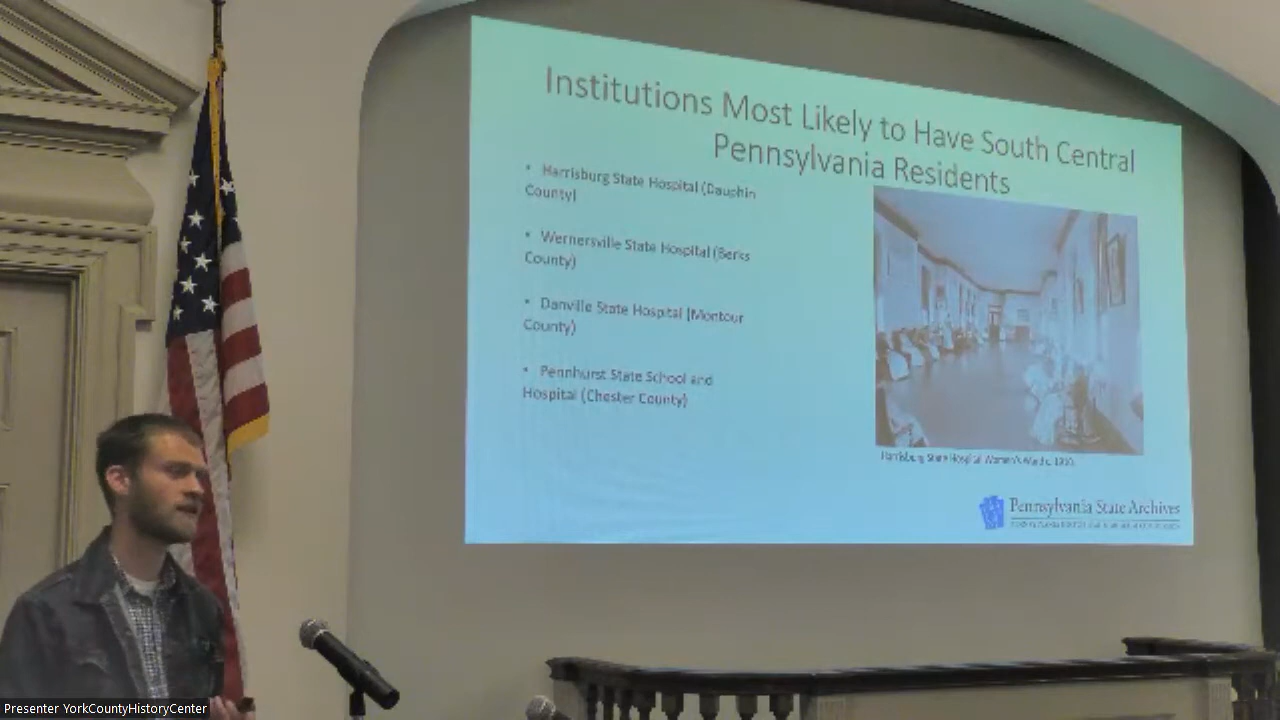 Institutions Most Likely to Have South Central
Pennsylvania Residents
• Harrisburg State Hospital (Dauphin
County)
• Wernersville State Hospital (Berks
County)
• Danville State Hospital (Montour
County)
• Pennhurst State School and
Hospital (Chester County)
Harrisburg State Hospital Women's Ward c. 1910.
Pennsylvania State Archives
Presenter YorkCountyHistoryCenter